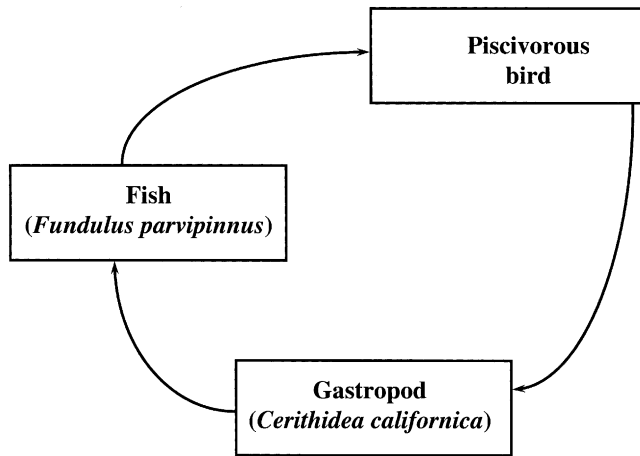 Piscivorous
bird
Fish
(Fundulus parvipinnus)
Gastropod
(Cerithidea californica)